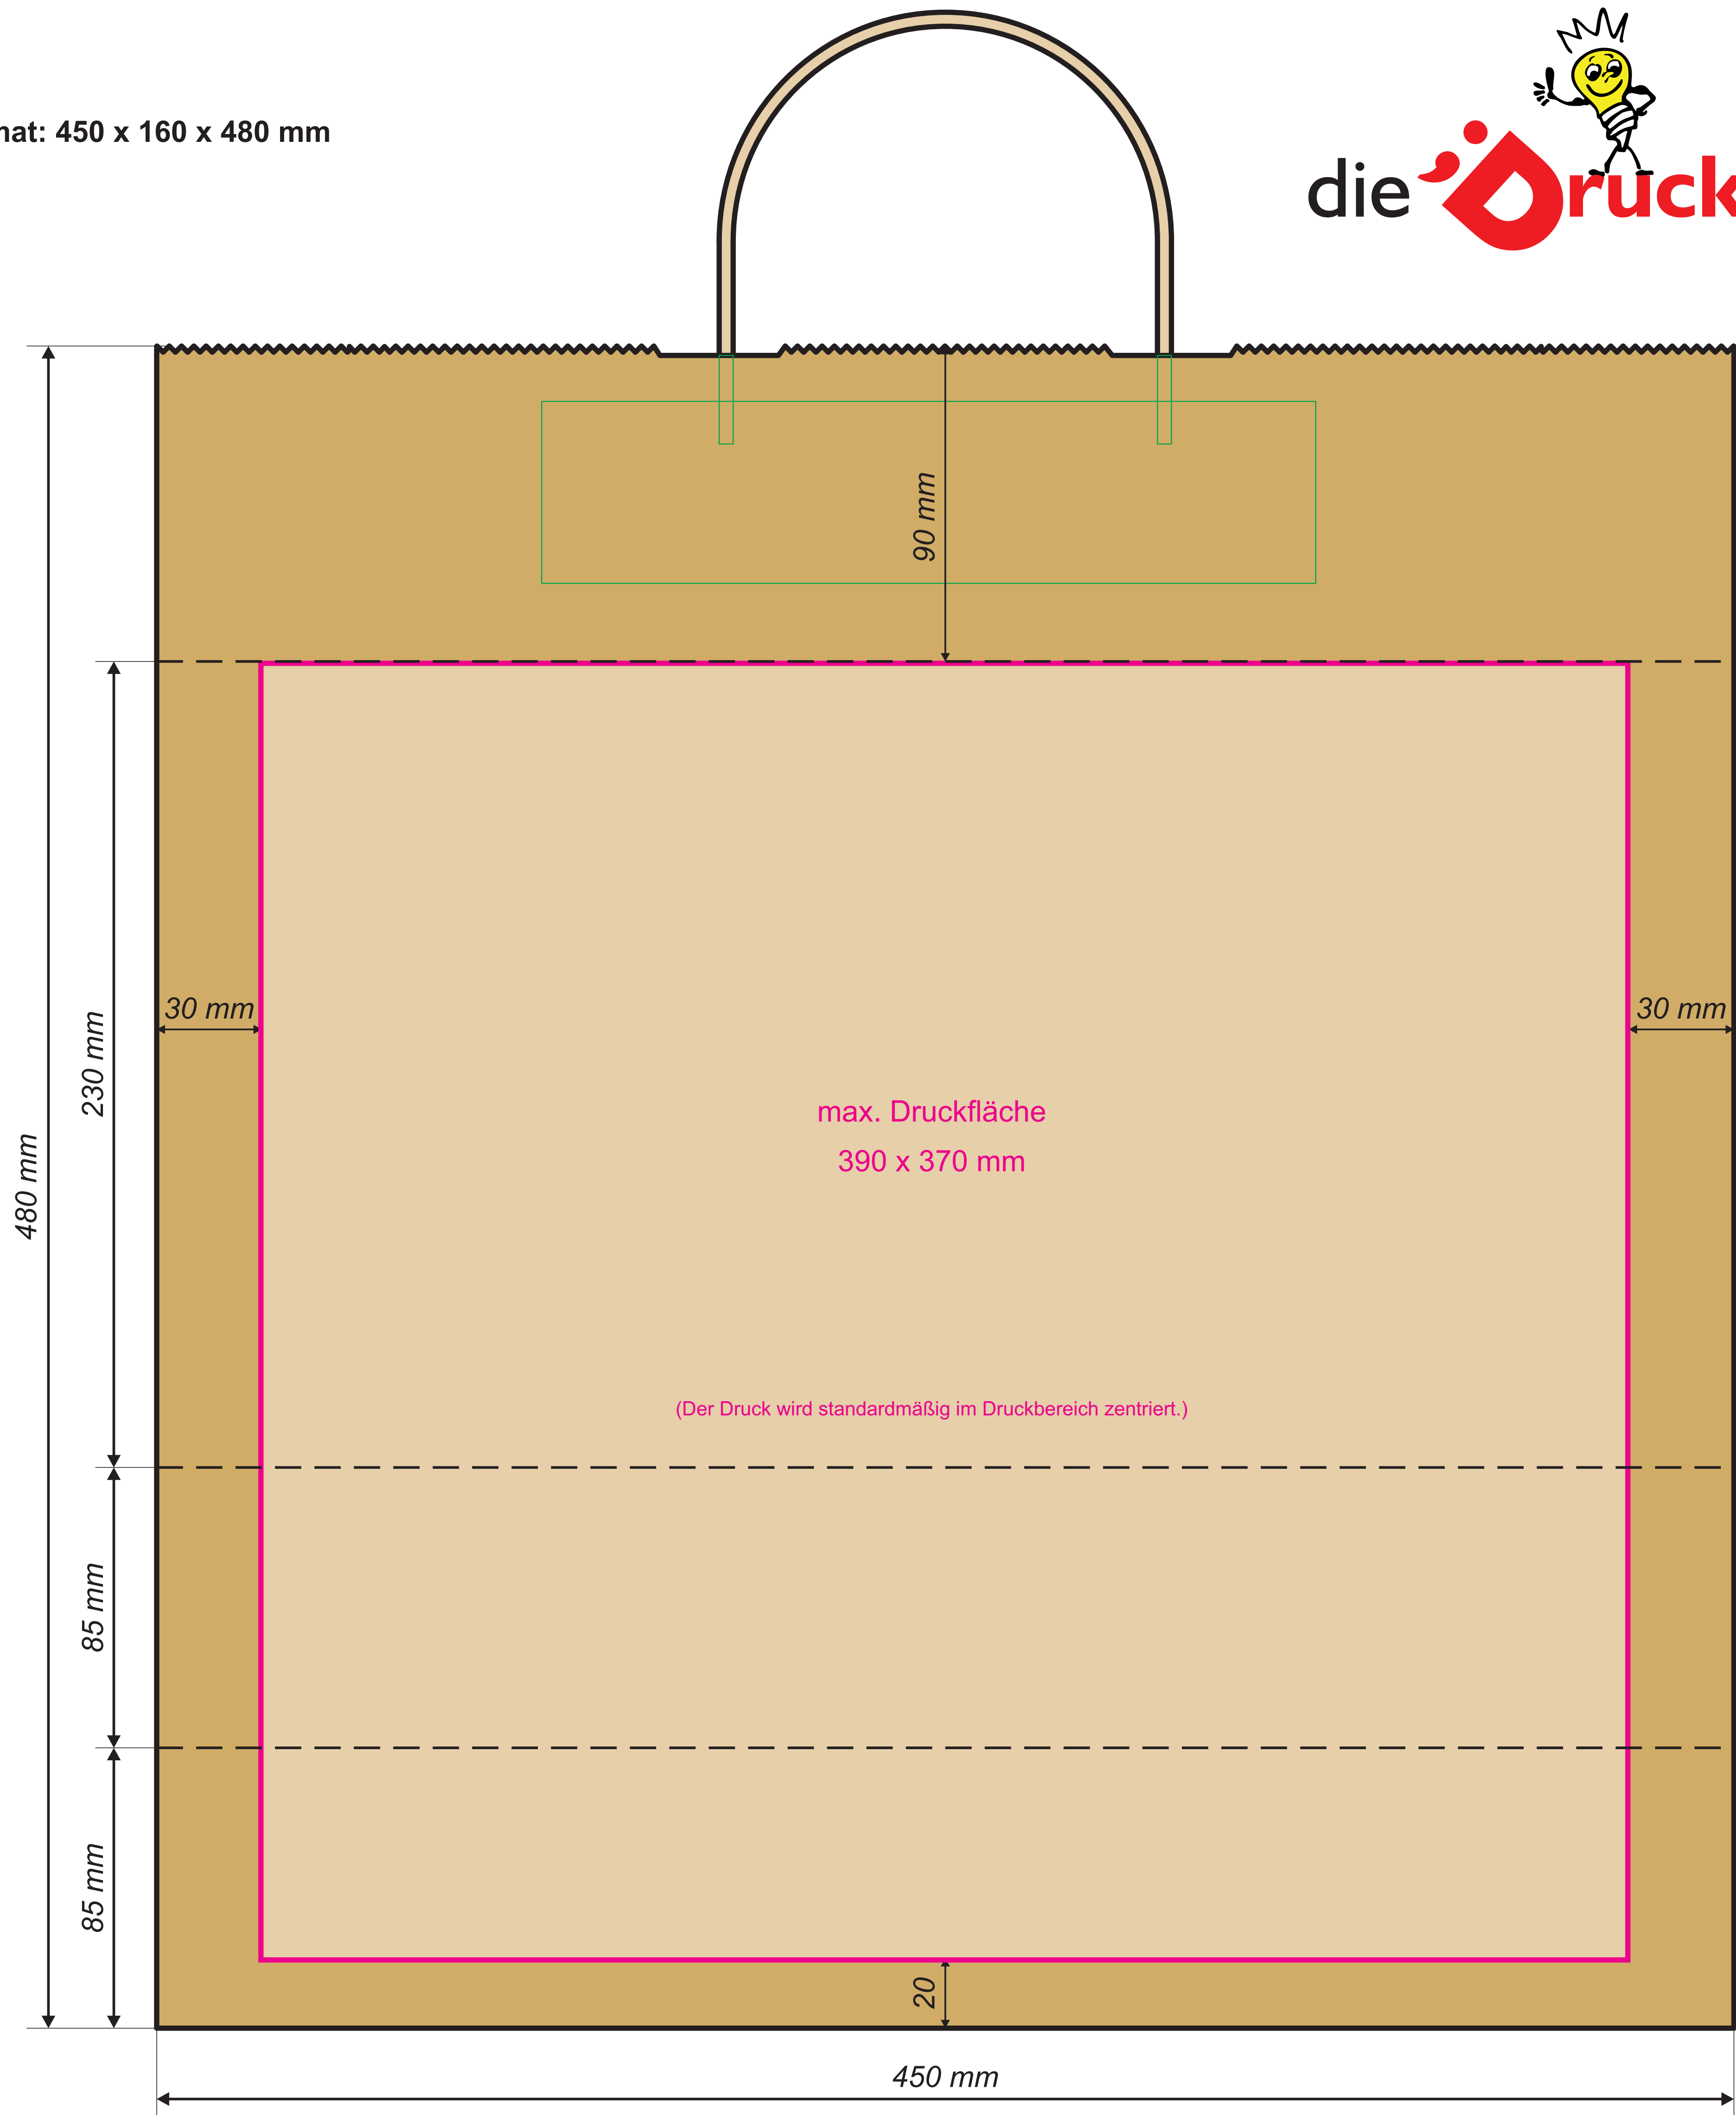 mat: 450 x 160 x 480 mm
die Druck
90 mm
30 mm
30 mm
230 mm
480 mm
max. Druckfläche
390 x 370 mm
(Der Druck wird standardmäßig im Druckbereich zentriert.)
85 mm
85 mm
20
450 mm